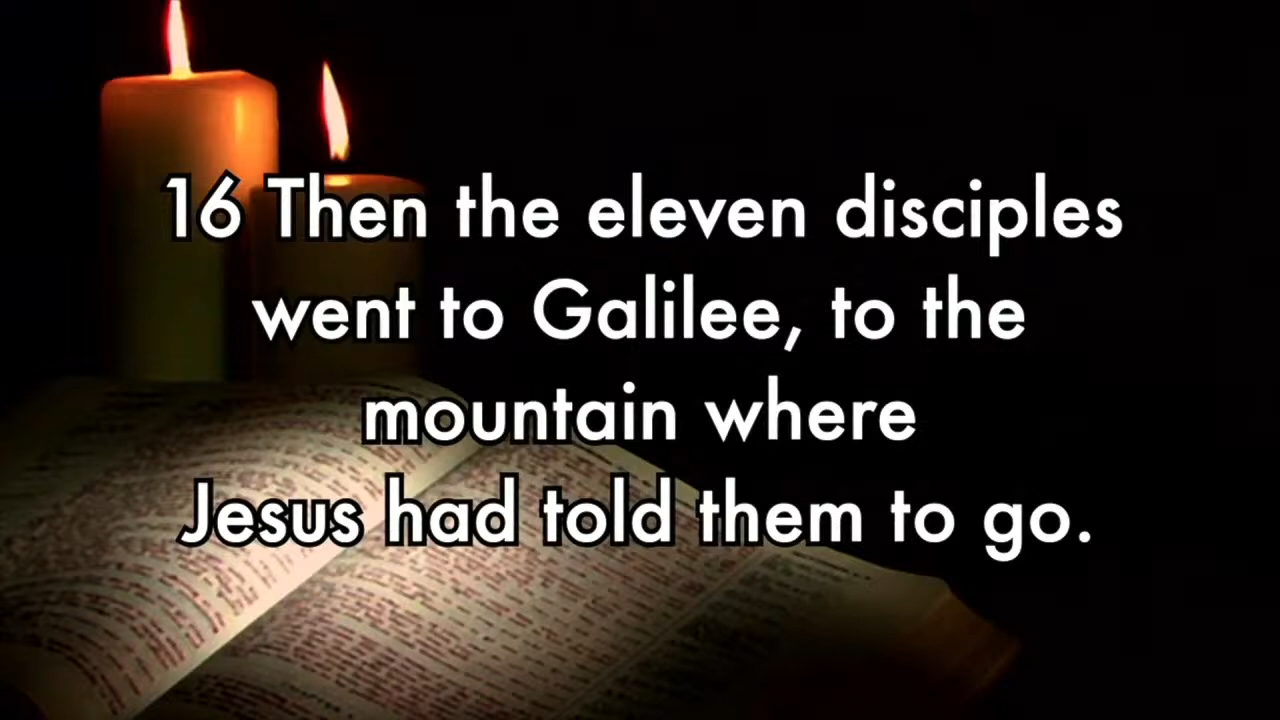 16 Then the eleven disciples
went to Galilee, to the
mountain where
Jesus had told them to go.